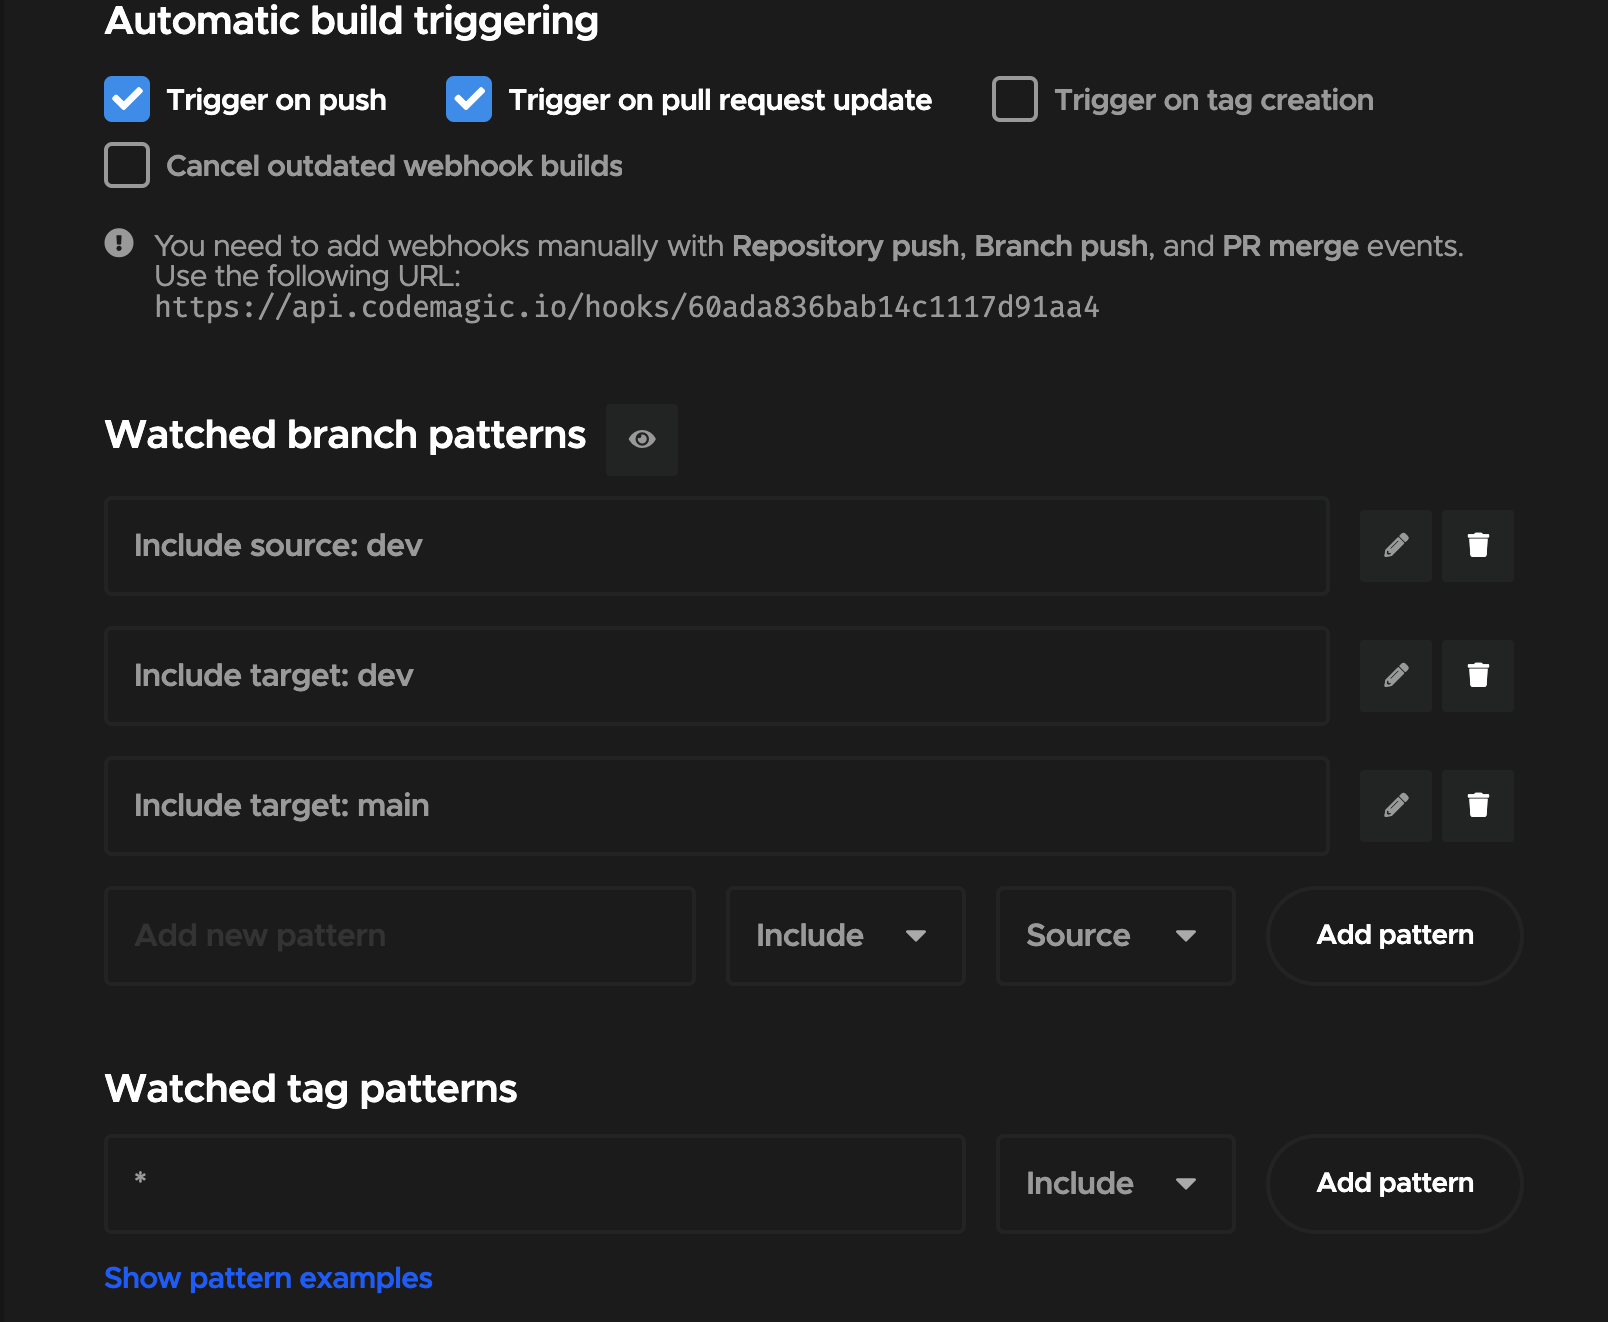 Automatic build triggering
Trigger on push
Trigger on pull request update
Trigger on tag creation
Cancel outdated webhook builds
You need to add webhooks manually with Repository push, Branch push, and PR merge events.
Use the following URL:
https://api.codemagic.io/hooks/60ada836bab14c1117d91aa4
Watched branch patterns
Include source: dev
Include target: dev
Include target: main
Add new pattern
Include
Source
Add pattern
Watched tag patterns
*
Include
Add pattern
Show pattern examples